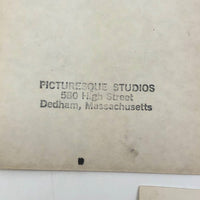 PICTURESQUE STUDIOS
580 High Street
Dedham, Massachusetts